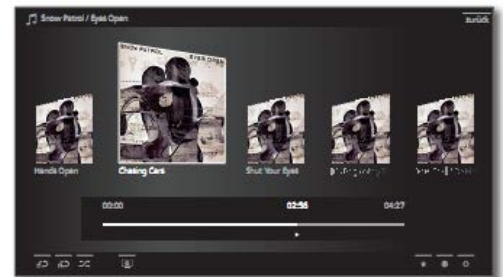 Snow Patrol / Eyes Open
zurück
SNOW PATROL
EYES OPEN
Hands Open
Chasing Cars
Shut Your Eyes
00:00
02:56
04:27